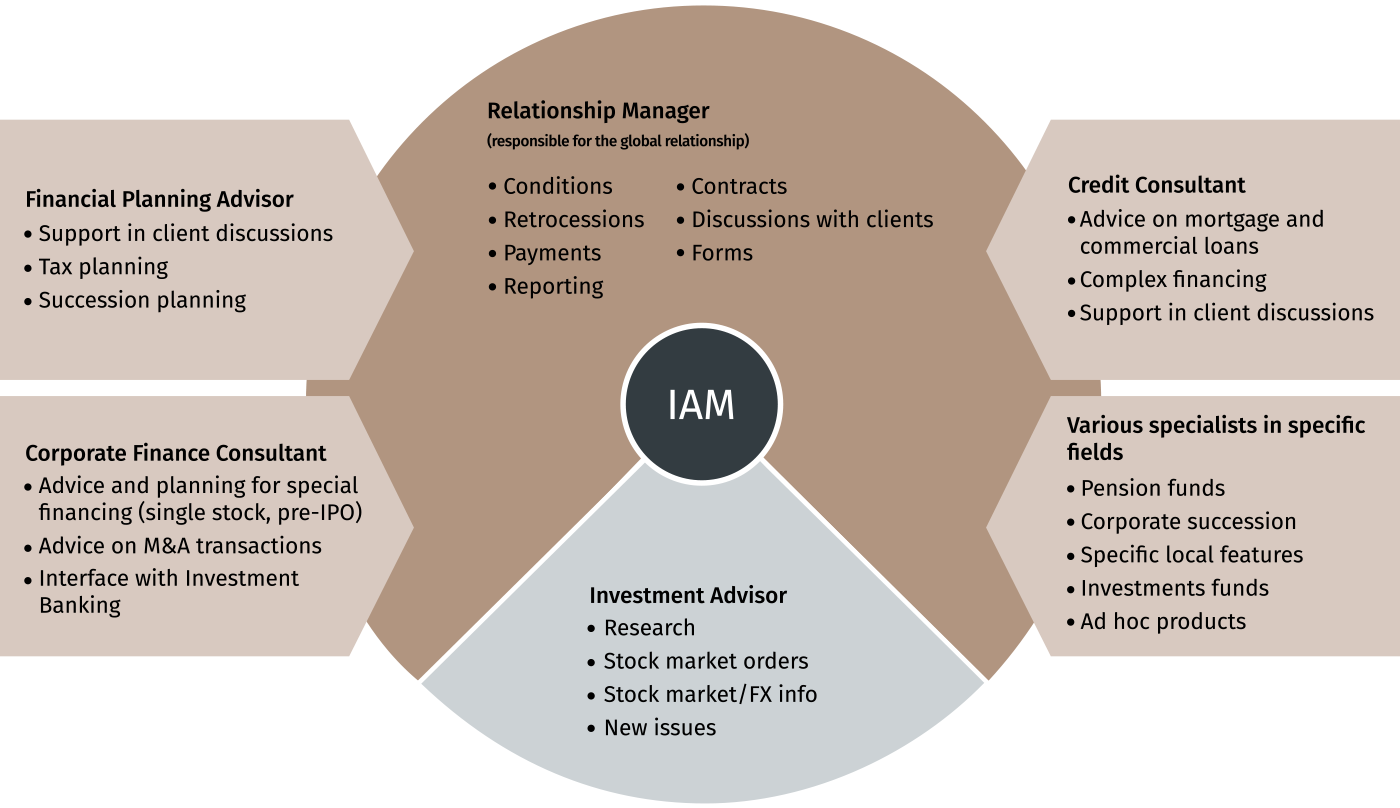 Relationship Manager
(responsible for the global relationship)
• Conditions
• Retrocessions
• Payments
• Reporting
• Contracts
• Discussions with clients
• Forms
Financial Planning Advisor
• Support in client discussions
• Tax planning
• Succession planning
Credit Consultant
• Advice on mortgage and
commercial loans
• Complex financing
• Support in client discussions
IAM
Corporate Finance Consultant
• Advice and planning for special
financing (single stock, pre-IPO)
• Advice on M&A transactions
• Interface with Investment
Banking
Various specialists in specific
fields
• Pension funds
• Corporate succession
• Specific local features
• Investments funds
• Ad hoc products
Investment Advisor
• Research
• Stock market orders
• Stock market/FX info
• New issues